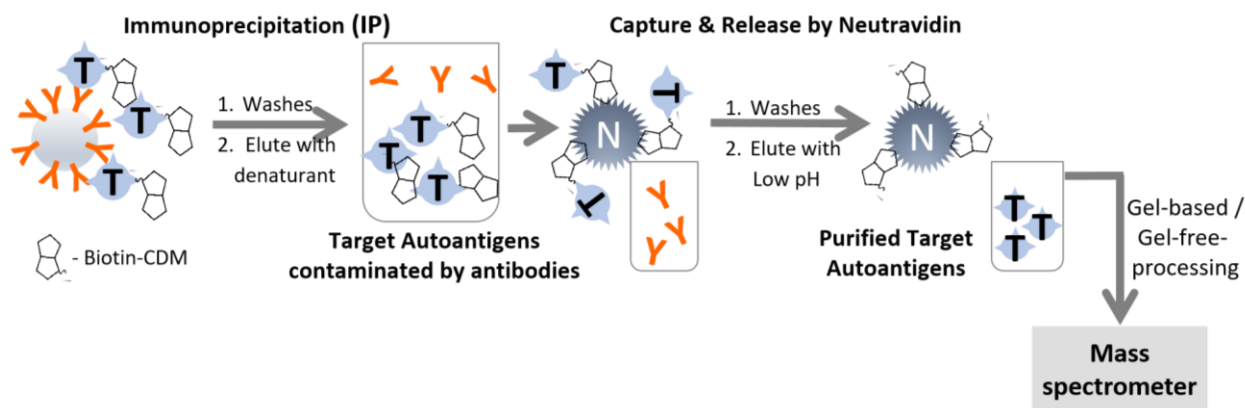 Immunoprecipitation (IP)
Capture & Release by Neutravidin
T
T
T
1. Washes
2. Elute with
denaturant
T
T
T
T
T
T
N
1. Washes
2. Elute with
Low pH
N
T
T
T
- Biotin-CDM
Target Autoantigens
contaminated by antibodies
Purified Target
Autoantigens
Gel-based /
Gel-free-
processing
Mass
spectrometer